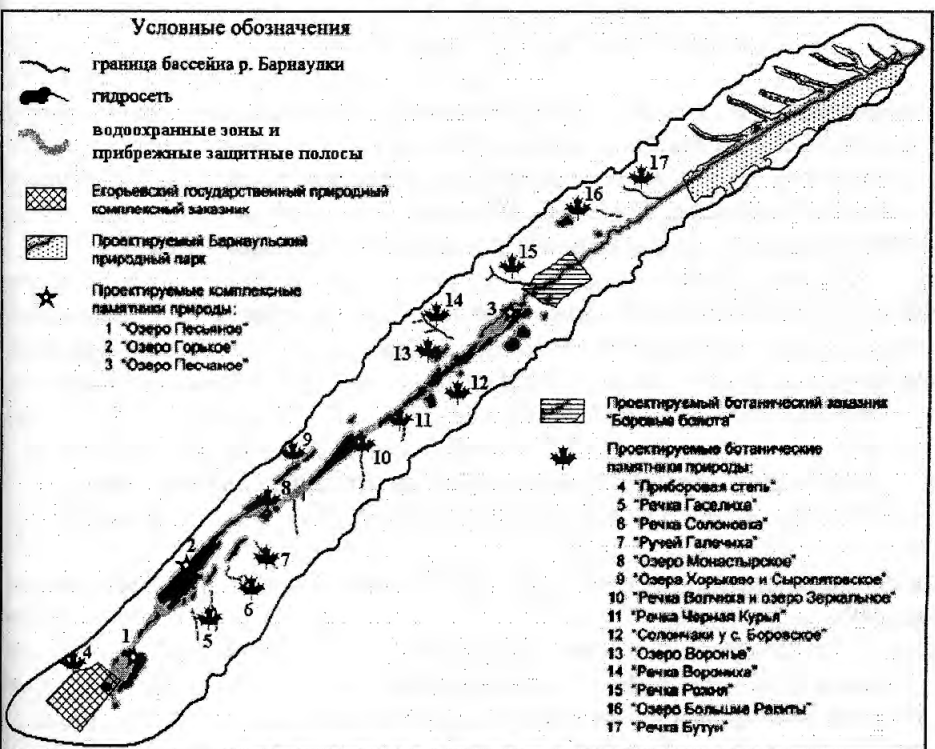 Условные обозначения
граница бассейна р. Барнаулки
гидросеть
водоохранные зоны и
прибрежные защитные полосы
Егорьевский государственный природный
комплексный заказник
Проектируемый Барнаульский
природный парк
Проектируемые комплексные
памятники природы:
1 "Озеро Песьяное"
2 "Озеро Горькое"
3 "Озеро Песчаное"
Проектируемый ботанический заказник
"Боровые болота"
Проектируемые ботанические
памятники природы:
4 "Приборовая степь"
5 "Речка Гаселиха"
6 "Речка Солоновка"
7 "Ручей Галечиха"
8 "Озеро Монастырское"
9 "Озера Хорьково и Сыропятовское"
10 "Речка Волчиха и озеро Зеркальное"
11 "Речка Черная Курья"
12 "Солончаки у с. Боровское"
13 "Озеро Воронье"
14 "Речка Ворониха"
15 "Речка Рожня"
16 "Озеро Большие Ракиты"
17 "Речка Бутун"
17
16
15
14
3
13
12
11
10
9
8
2
7
6
5
1
4